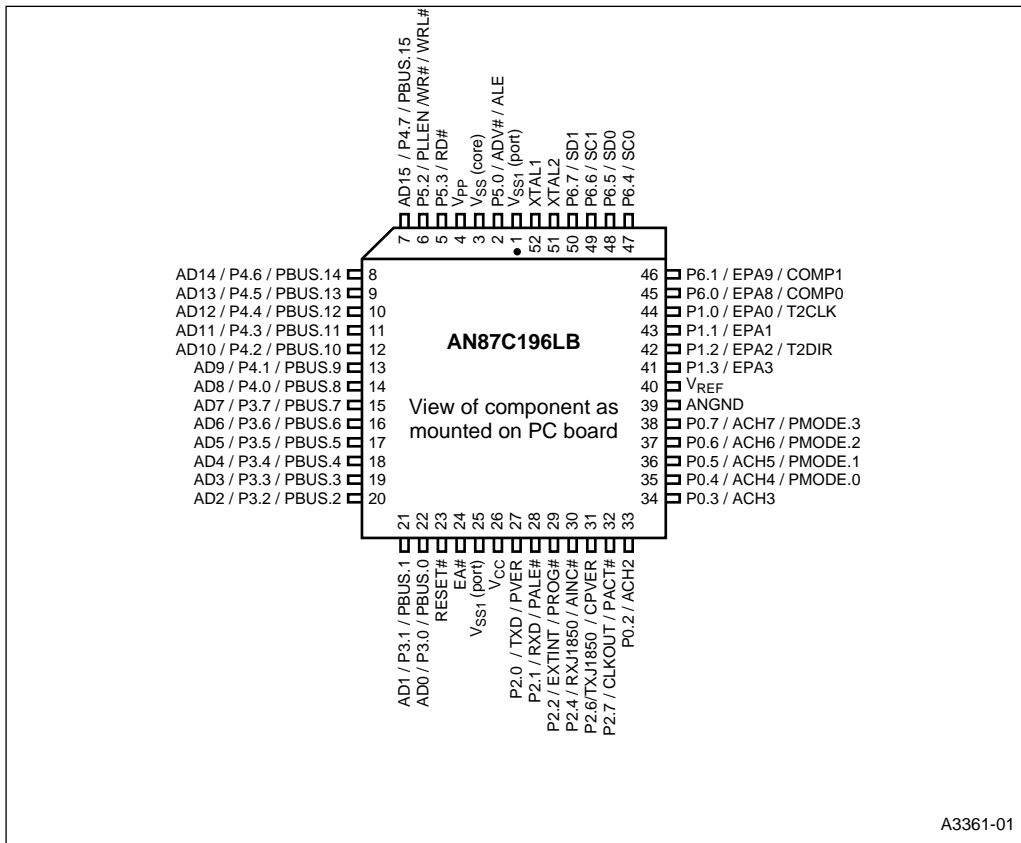 AD15 / P4.7 / PBUS.15
P5.2 / PLLEN /WR# / WRL#
P5.3 / RD#
VPP
VSS (core)
P5.0 / ADV# / ALE
VSS1 (port)
XTAL1
XTAL2
P6.7 / SD1
P6.6 / SC1
P6.5 / SD0
P6.4 / SC0
7
6
5
4
3
2
1
52
51
50
49
48
47
AD14 / P4.6 / PBUS.14
8
AD13 / P4.5 / PBUS.13
9
AD12 / P4.4 / PBUS.12
10
AD11 / P4.3 / PBUS.11
11
AD10 / P4.2 / PBUS.10
12
AD9 / P4.1 / PBUS.9
13
AD8 / P4.0 / PBUS.8
14
AD7 / P3.7 / PBUS.7
15
AD6 / P3.6 / PBUS.6
16
AD5 / P3.5 / PBUS.5
17
AD4 / P3.4 / PBUS.4
18
AD3 / P3.3 / PBUS.3
19
AD2 / P3.2 / PBUS.2
20
AN87C196LB
View of component as
mounted on PC board
46
P6.1 / EPA9 / COMP1
45
P6.0 / EPA8 / COMP0
44
P1.0 / EPA0 / T2CLK
43
P1.1 / EPA1
42
P1.2 / EPA2 / T2DIR
41
P1.3 / EPA3
40
VREF
39
ANGND
38
P0.7 / ACH7 / PMODE.3
37
P0.6 / ACH6 / PMODE.2
36
P0.5 / ACH5 / PMODE.1
35
P0.4 / ACH4 / PMODE.0
34
P0.3 / ACH3
21
22
23
24
25
26
27
28
29
30
31
32
33
AD1 / P3.1 / PBUS.1
AD0 / P3.0 / PBUS.0
RESET#
EA#
VSS1 (port)
VCC
P2.0 / TXD / PVER
P2.1 / RXD / PALE#
P2.2 / EXTINT / PROG#
P2.4 / RXJ1850 / AINC#
P2.6/TXJ1850 / CPVER
P2.7 / CLKOUT / PACT#
P0.2 / ACH2
A3361-01